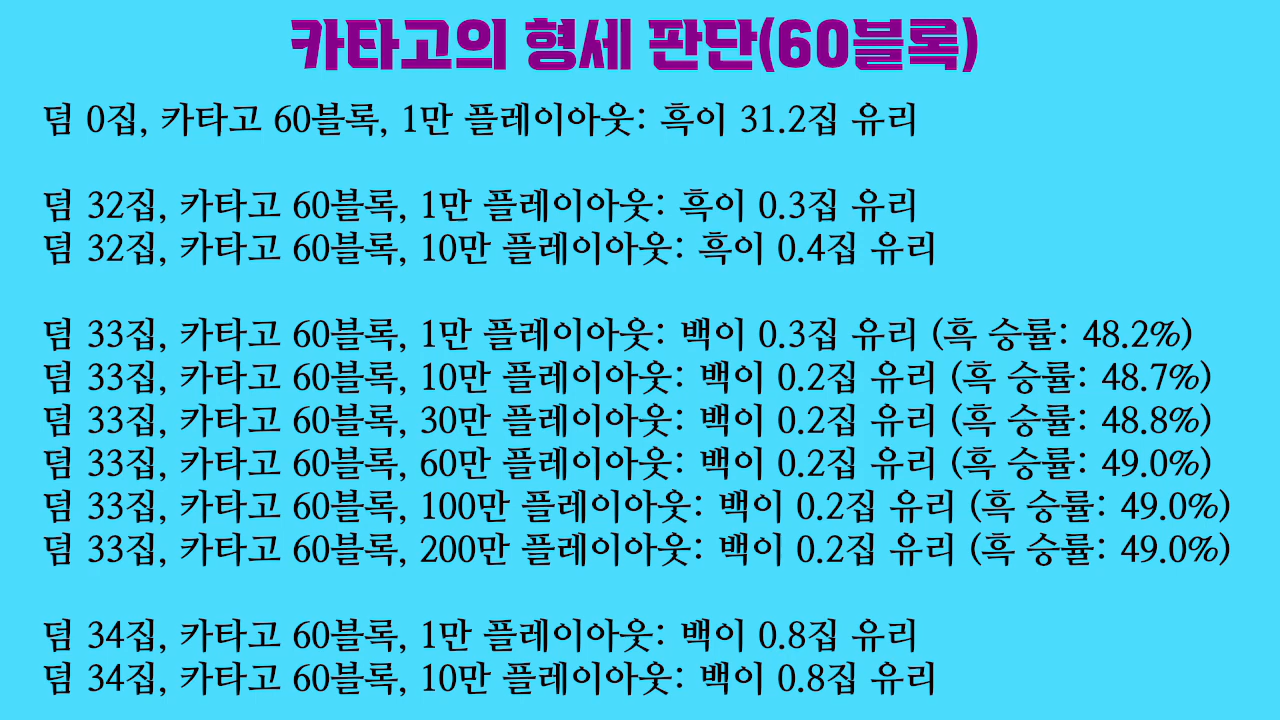 카타고의 형세 판단(60블록)
덤 0집, 카타고 60블록, 1만 플레이아웃: 흑이 31.2집 유리
덤 32집, 카타고 60블록, 1만 플레이아웃: 흑이 0.3집 유리
덤 32집, 카타고 60블록, 10만 플레이아웃: 흑이 0.4집 유리
덤 33집, 카타고 60블록, 1만 플레이아웃: 백이 0.3집 유리 (흑 승률: 48.2%)
덤 33집, 카타고 60블록, 10만 플레이아웃: 백이 0.2집 유리 (흑 승률: 48.7%)
덤 33집, 카타고 60블록, 30만 플레이아웃: 백이 0.2집 유리 (흑 승률: 48.8%)
덤 33집, 카타고 60블록, 60만 플레이아웃: 백이 0.2집 유리 (흑 승률: 49.0%)
덤 33집, 카타고 60블록, 100만 플레이아웃: 백이 0.2집 유리 (흑 승률: 49.0%)
덤 33집, 카타고 60블록, 200만 플레이아웃: 백이 0.2집 유리 (흑 승률: 49.0%)
덤 34집, 카타고 60블록, 1만 플레이아웃: 백이 0.8집 유리
덤 34집, 카타고 60블록, 10만 플레이아웃: 백이 0.8집 유리